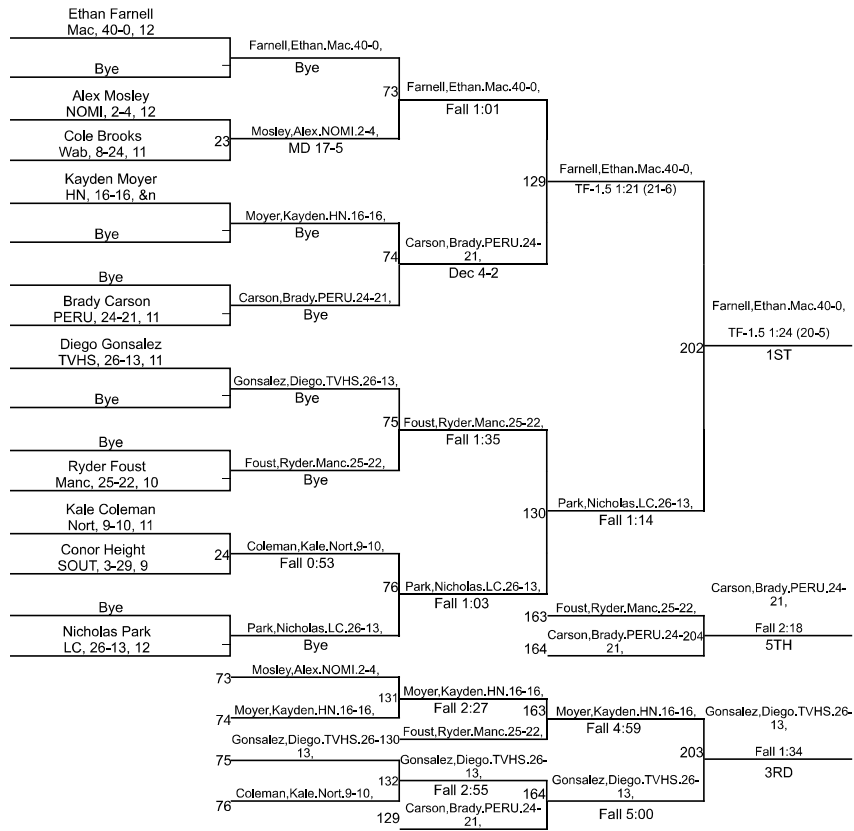 Ethan Farnell
Mac, 40-0, 12
Farnell,Ethan.Mac.40-0,
Bye
Bye
73
Farnell,Ethan.Mac.40-0,
Fall 1:01
Alex Mosley
NOMI, 2-4, 12
Cole Brooks
Wab, 8-24, 11
23
Mosley,Alex.NOMI.2-4,
MD 17-5
129
Farnell,Ethan.Mac.40-0,
TF-1.5 1:21 (21-6)
Kayden Moyer
HN, 16-16, &n
Moyer,Kayden.HN.16-16,
Bye
Bye
74
Carson,Brady.PERU.24-
21,
Dec 4-2
Bye
Brady Carson
PERU, 24-21, 11
Carson,Brady.PERU.24-21,
Bye
Farnell,Ethan.Mac.40-0,
TF-1.5 1:24 (20-5)
202
1ST
Diego Gonsalez
TVHS, 26-13, 11
Gonsalez,Diego.TVHS.26-13,
Bye
Bye
75
Foust,Ryder.Manc.25-22,
Fall 1:35
Bye
Ryder Foust
Manc, 25-22, 10
Foust,Ryder.Manc.25-22,
Bye
130
Park,Nicholas.LC.26-13,
Fall 1:14
Kale Coleman
Nort, 9-10, 11
Conor Height
SOUT, 3-29, 9
24
Coleman,Kale.Nort.9-10,
Fall 0:53
76
Park,Nicholas.LC.26-13,
Fall 1:03
Bye
Nicholas Park
LC, 26-13, 12
Park,Nicholas.LC.26-13,
Bye
163
Foust,Ryder.Manc.25-22,
164
Carson,Brady.PERU.24-
21,
204
Carson,Brady.PERU.24-
21,
Fall 2:18
5TH
73
Mosley,Alex.NOMI.2-4,
131
Moyer,Kayden.HN.16-16,
Fall 2:27
74
Moyer,Kayden.HN.16-16,
163
Moyer,Kayden.HN.16-16,
Fall 4:59
130
Foust,Ryder.Manc.25-22,
75
Gonsalez,Diego.TVHS.26-
13,
203
Gonsalez,Diego.TVHS.26-
13,
Fall 1:34
3RD
132
Gonsalez,Diego.TVHS.26-
13,
Fall 2:55
76
Coleman,Kale.Nort.9-10,
164
Gonsalez,Diego.TVHS.26-
13,
Fall 5:00
129
Carson,Brady.PERU.24-
21,